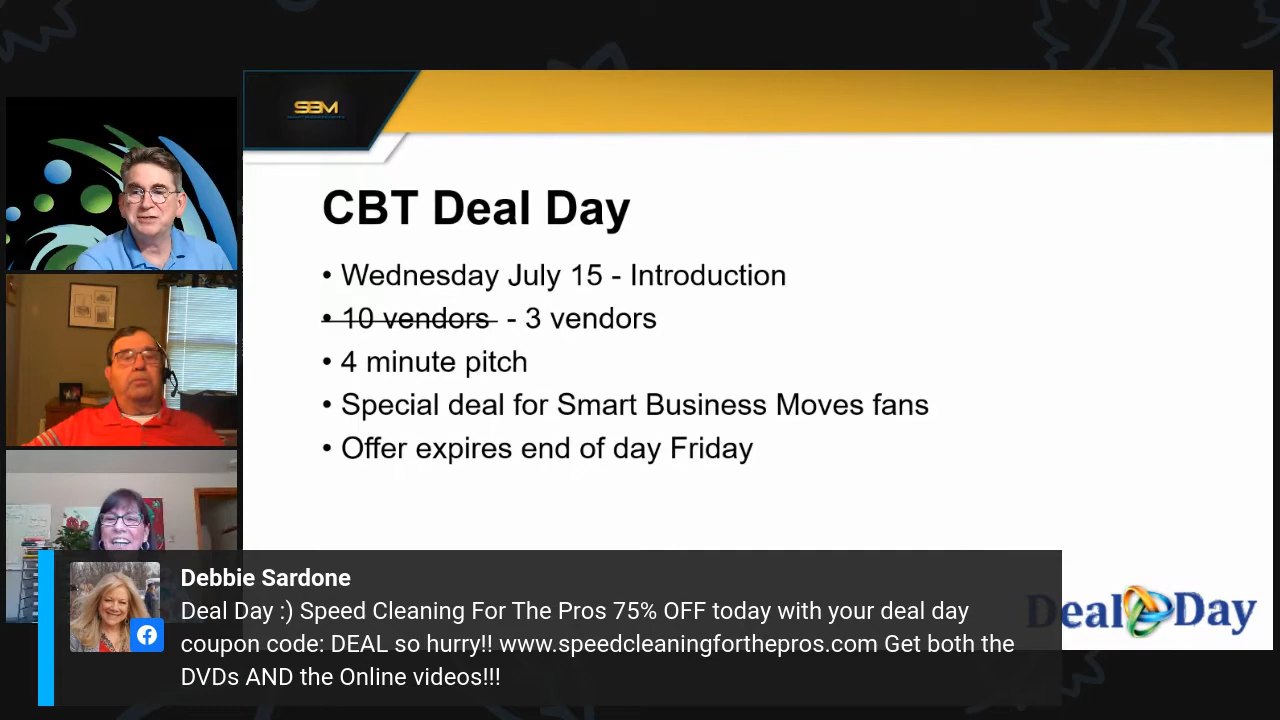 SBM
CBT Deal Day
• Wednesday July 15 - Introduction
• 10 vendors - 3 vendors
• 4 minute pitch
• Special deal for Smart Business Moves fans
• Offer expires end of day Friday
Debbie Sardone
Deal Day :) Speed Cleaning For The Pros 75% OFF today with your deal day
coupon code: DEAL so hurry!! www.speedcleaningforthepros.com Get both the
DVDs AND the Online videos!!!
Deal Day